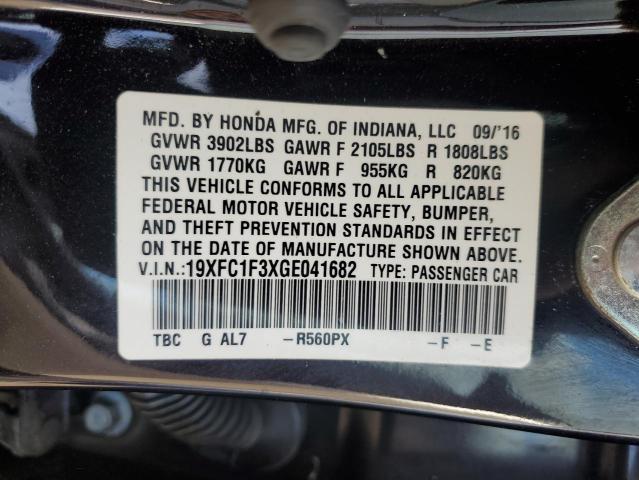 MFD. BY HONDA MFG. OF INDIANA, LLC 09/'16
GVWR 3902LBS GAWR F 2105LBS R 1808LBS
GVWR 1770KG GAWR F 955KG R 820KG
THIS VEHICLE CONFORMS TO ALL APPLICABLE
FEDERAL MOTOR VEHICLE SAFETY, BUMPER,
AND THEFT PREVENTION STANDARDS IN EFFECT
ON THE DATE OF MANUFACTURE SHOWN ABOVE.
V.I.N.:19XFC1F3XGE041682 TYPE: PASSENGER CAR
TBC G AL7 –R560PX –F –E